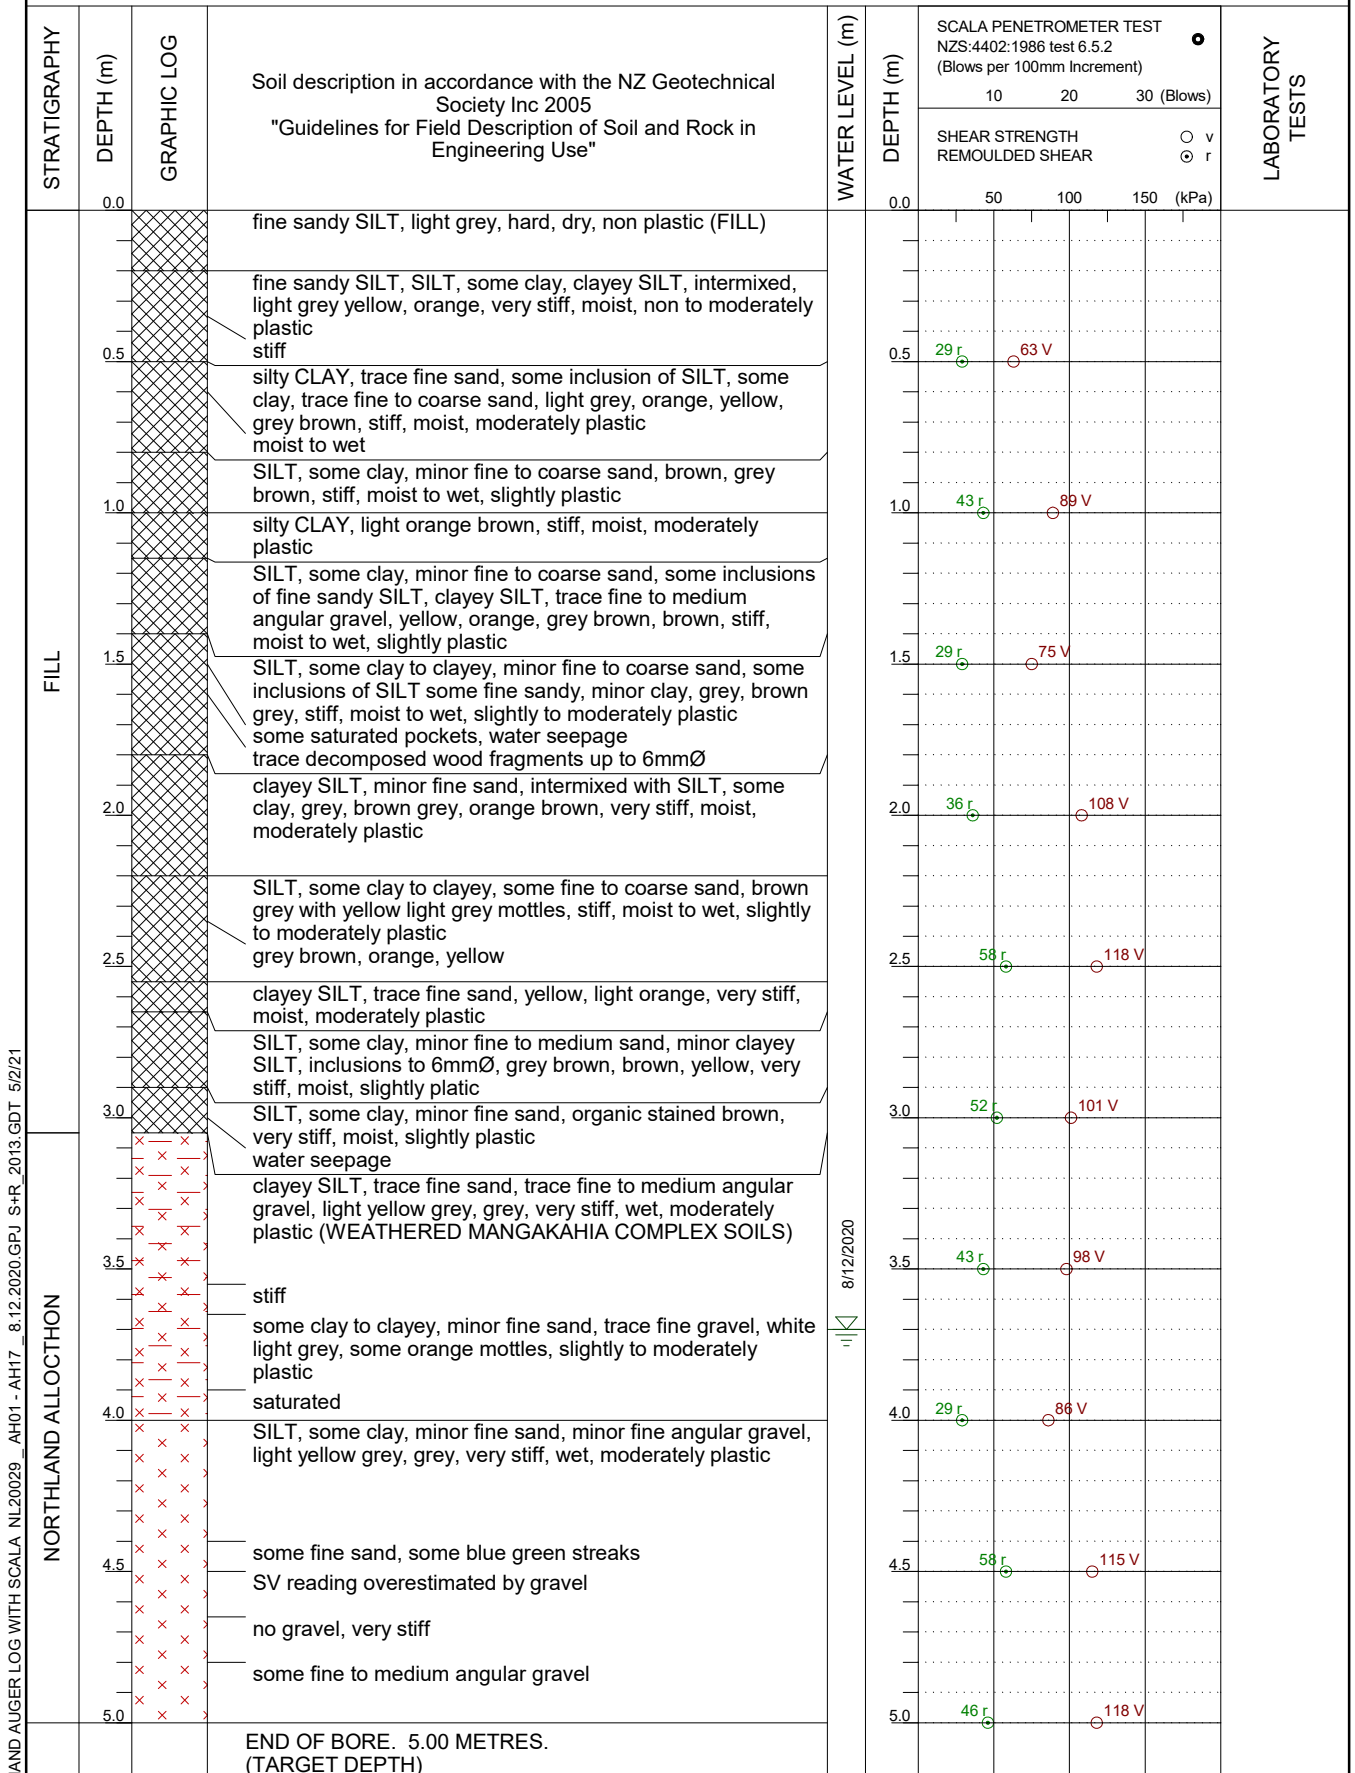 STRATIGRAPHY
DEPTH (m)
GRAPHIC LOG
Soil description in accordance with the NZ Geotechnical
Society Inc 2005
"Guidelines for Field Description of Soil and Rock in
Engineering Use"
WATER LEVEL (m)
DEPTH (m)
SCALA PENETROMETER TEST
NZS:4402:1986 test 6.5.2
(Blows per 100mm Increment)
10 20 30 (Blows)
SHEAR STRENGTH v
REMOULDED SHEAR r
50 100 150 (kPa)
LABORATORY
TESTS
0.0 0.0
fine sandy SILT, light grey, hard, dry, non plastic (FILL)
fine sandy SILT, SILT, some clay, clayey SILT, intermixed,
light grey yellow, orange, very stiff, moist, non to moderately
plastic
stiff
0.5 0.5 29 r 63 V
silty CLAY, trace fine sand, some inclusion of SILT, some
clay, trace fine to coarse sand, light grey, orange, yellow,
grey brown, stiff, moist, moderately plastic
moist to wet
SILT, some clay, minor fine to coarse sand, brown, grey
brown, stiff, moist to wet, slightly plastic
1.0 1.0 43 r 89 V
silty CLAY, light orange brown, stiff, moist, moderately
plastic
SILT, some clay, minor fine to coarse sand, some inclusions
of fine sandy SILT, clayey SILT, trace fine to medium
angular gravel, yellow, orange, grey brown, brown, stiff,
moist to wet, slightly plastic
FILL
1.5 1.5 29 r 75 V
SILT, some clay to clayey, minor fine to coarse sand, some
inclusions of SILT some fine sandy, minor clay, grey, brown
grey, stiff, moist to wet, slightly to moderately plastic
some saturated pockets, water seepage
trace decomposed wood fragments up to 6mmØ
clayey SILT, minor fine sand, intermixed with SILT, some
clay, grey, brown grey, orange brown, very stiff, moist,
moderately plastic
2.0 2.0 36 r 108 V
SILT, some clay to clayey, some fine to coarse sand, brown
grey with yellow light grey mottles, stiff, moist to wet, slightly
to moderately plastic
grey brown, orange, yellow
2.5 2.5 58 r 118 V
clayey SILT, trace fine sand, yellow, light orange, very stiff,
moist, moderately plastic
SILT, some clay, minor fine to medium sand, minor clayey
SILT, inclusions to 6mmØ, grey brown, brown, yellow, very
stiff, moist, slightly platic
3.0 3.0 52 r 101 V
SILT, some clay, minor fine sand, organic stained brown,
very stiff, moist, slightly plastic
water seepage
clayey SILT, trace fine sand, trace fine to medium angular
gravel, light yellow grey, grey, very stiff, wet, moderately
plastic (WEATHERED MANGAKAHIA COMPLEX SOILS)
8/12/2020
3.5 3.5 43 r 98 V
stiff
NORTHLAND ALLOCTHON
some clay to clayey, minor fine sand, trace fine gravel, white
light grey, some orange mottles, slightly to moderately
plastic
saturated
4.0 4.0 29 r 86 V
SILT, some clay, minor fine sand, minor fine angular gravel,
light yellow grey, grey, very stiff, wet, moderately plastic
some fine sand, some blue green streaks
4.5 4.5 58 r 115 V
SV reading overestimated by gravel
no gravel, very stiff
some fine to medium angular gravel
5.0 5.0 46 r 118 V
END OF BORE. 5.00 METRES.
(TARGET DEPTH)
AND AUGER LOG WITH SCALA NL20029 _ AH01 - AH17 _ 8.12.2020.GPJ S+R_2013.GDT 5/2/21